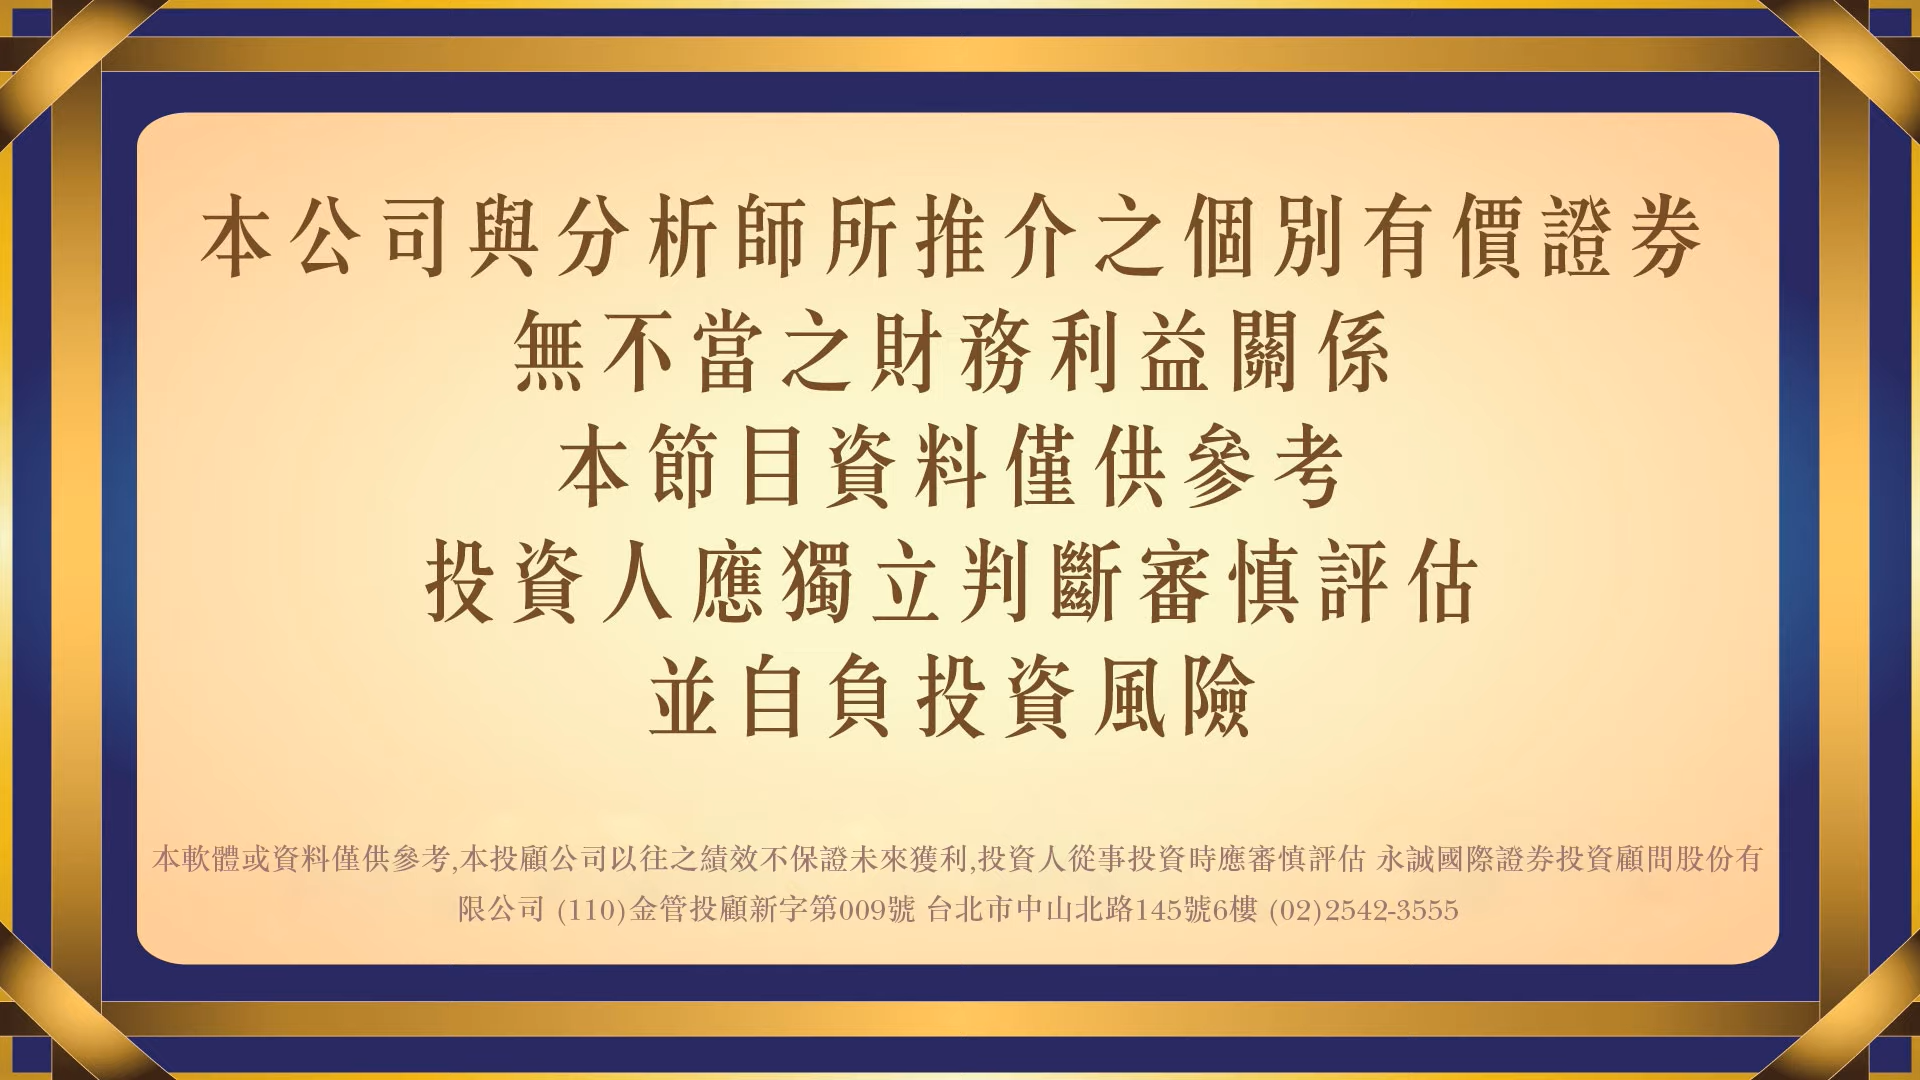 本公司與分析師所推介之個別有價證券
無不當之財務利益關係
本節目資料僅供參考
投資人應獨立判斷審慎評估
並自負投資風險
本軟體或資料僅供參考,本投顧公司以往之績效不保證未來獲利,投資人從事投資時應審慎評估 永誠國際證券投資顧問股份有
限公司 (110)金管投顧新字第009號 台北市中山北路145號6樓 (02)2542-3555